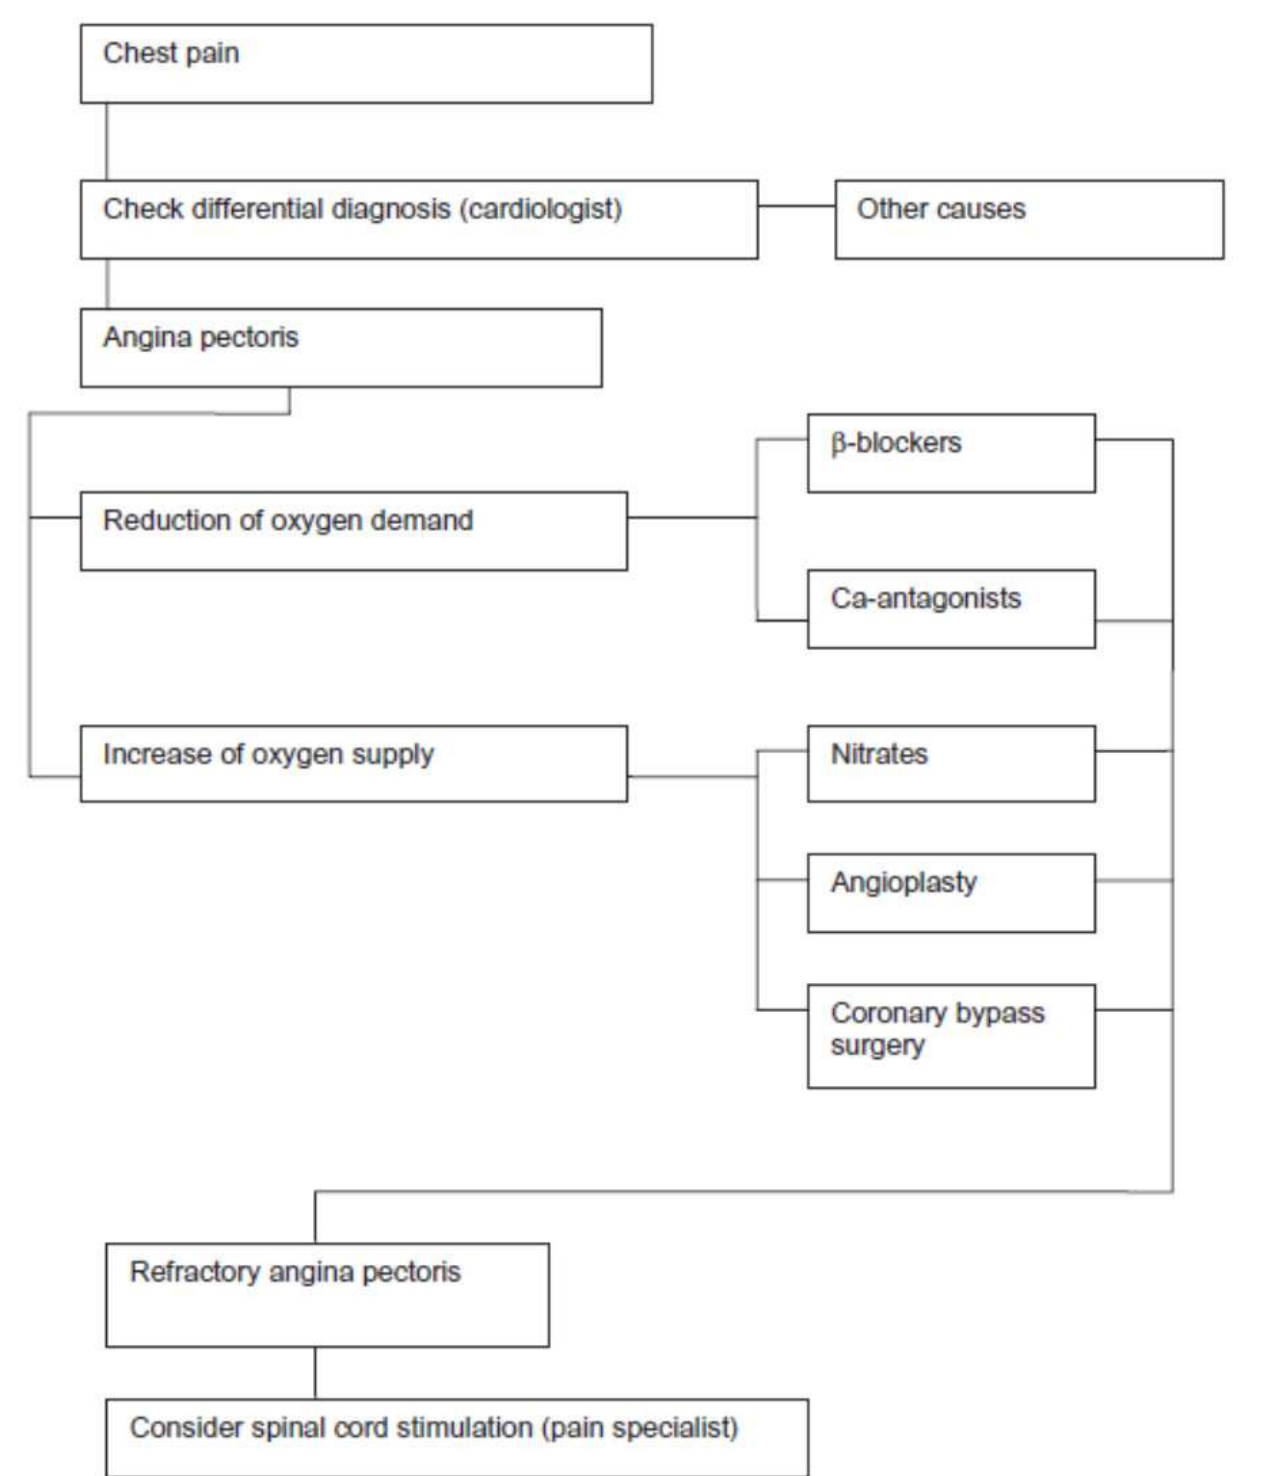 Chest pain
Check differential diagnosis (cardiologist)
Other causes
Angina pectoris
β-blockers
Reduction of oxygen demand
Ca-antagonists
Increase of oxygen supply
Nitrates
Angioplasty
Coronary bypass
surgery
Refractory angina pectoris
Consider spinal cord stimulation (pain specialist)